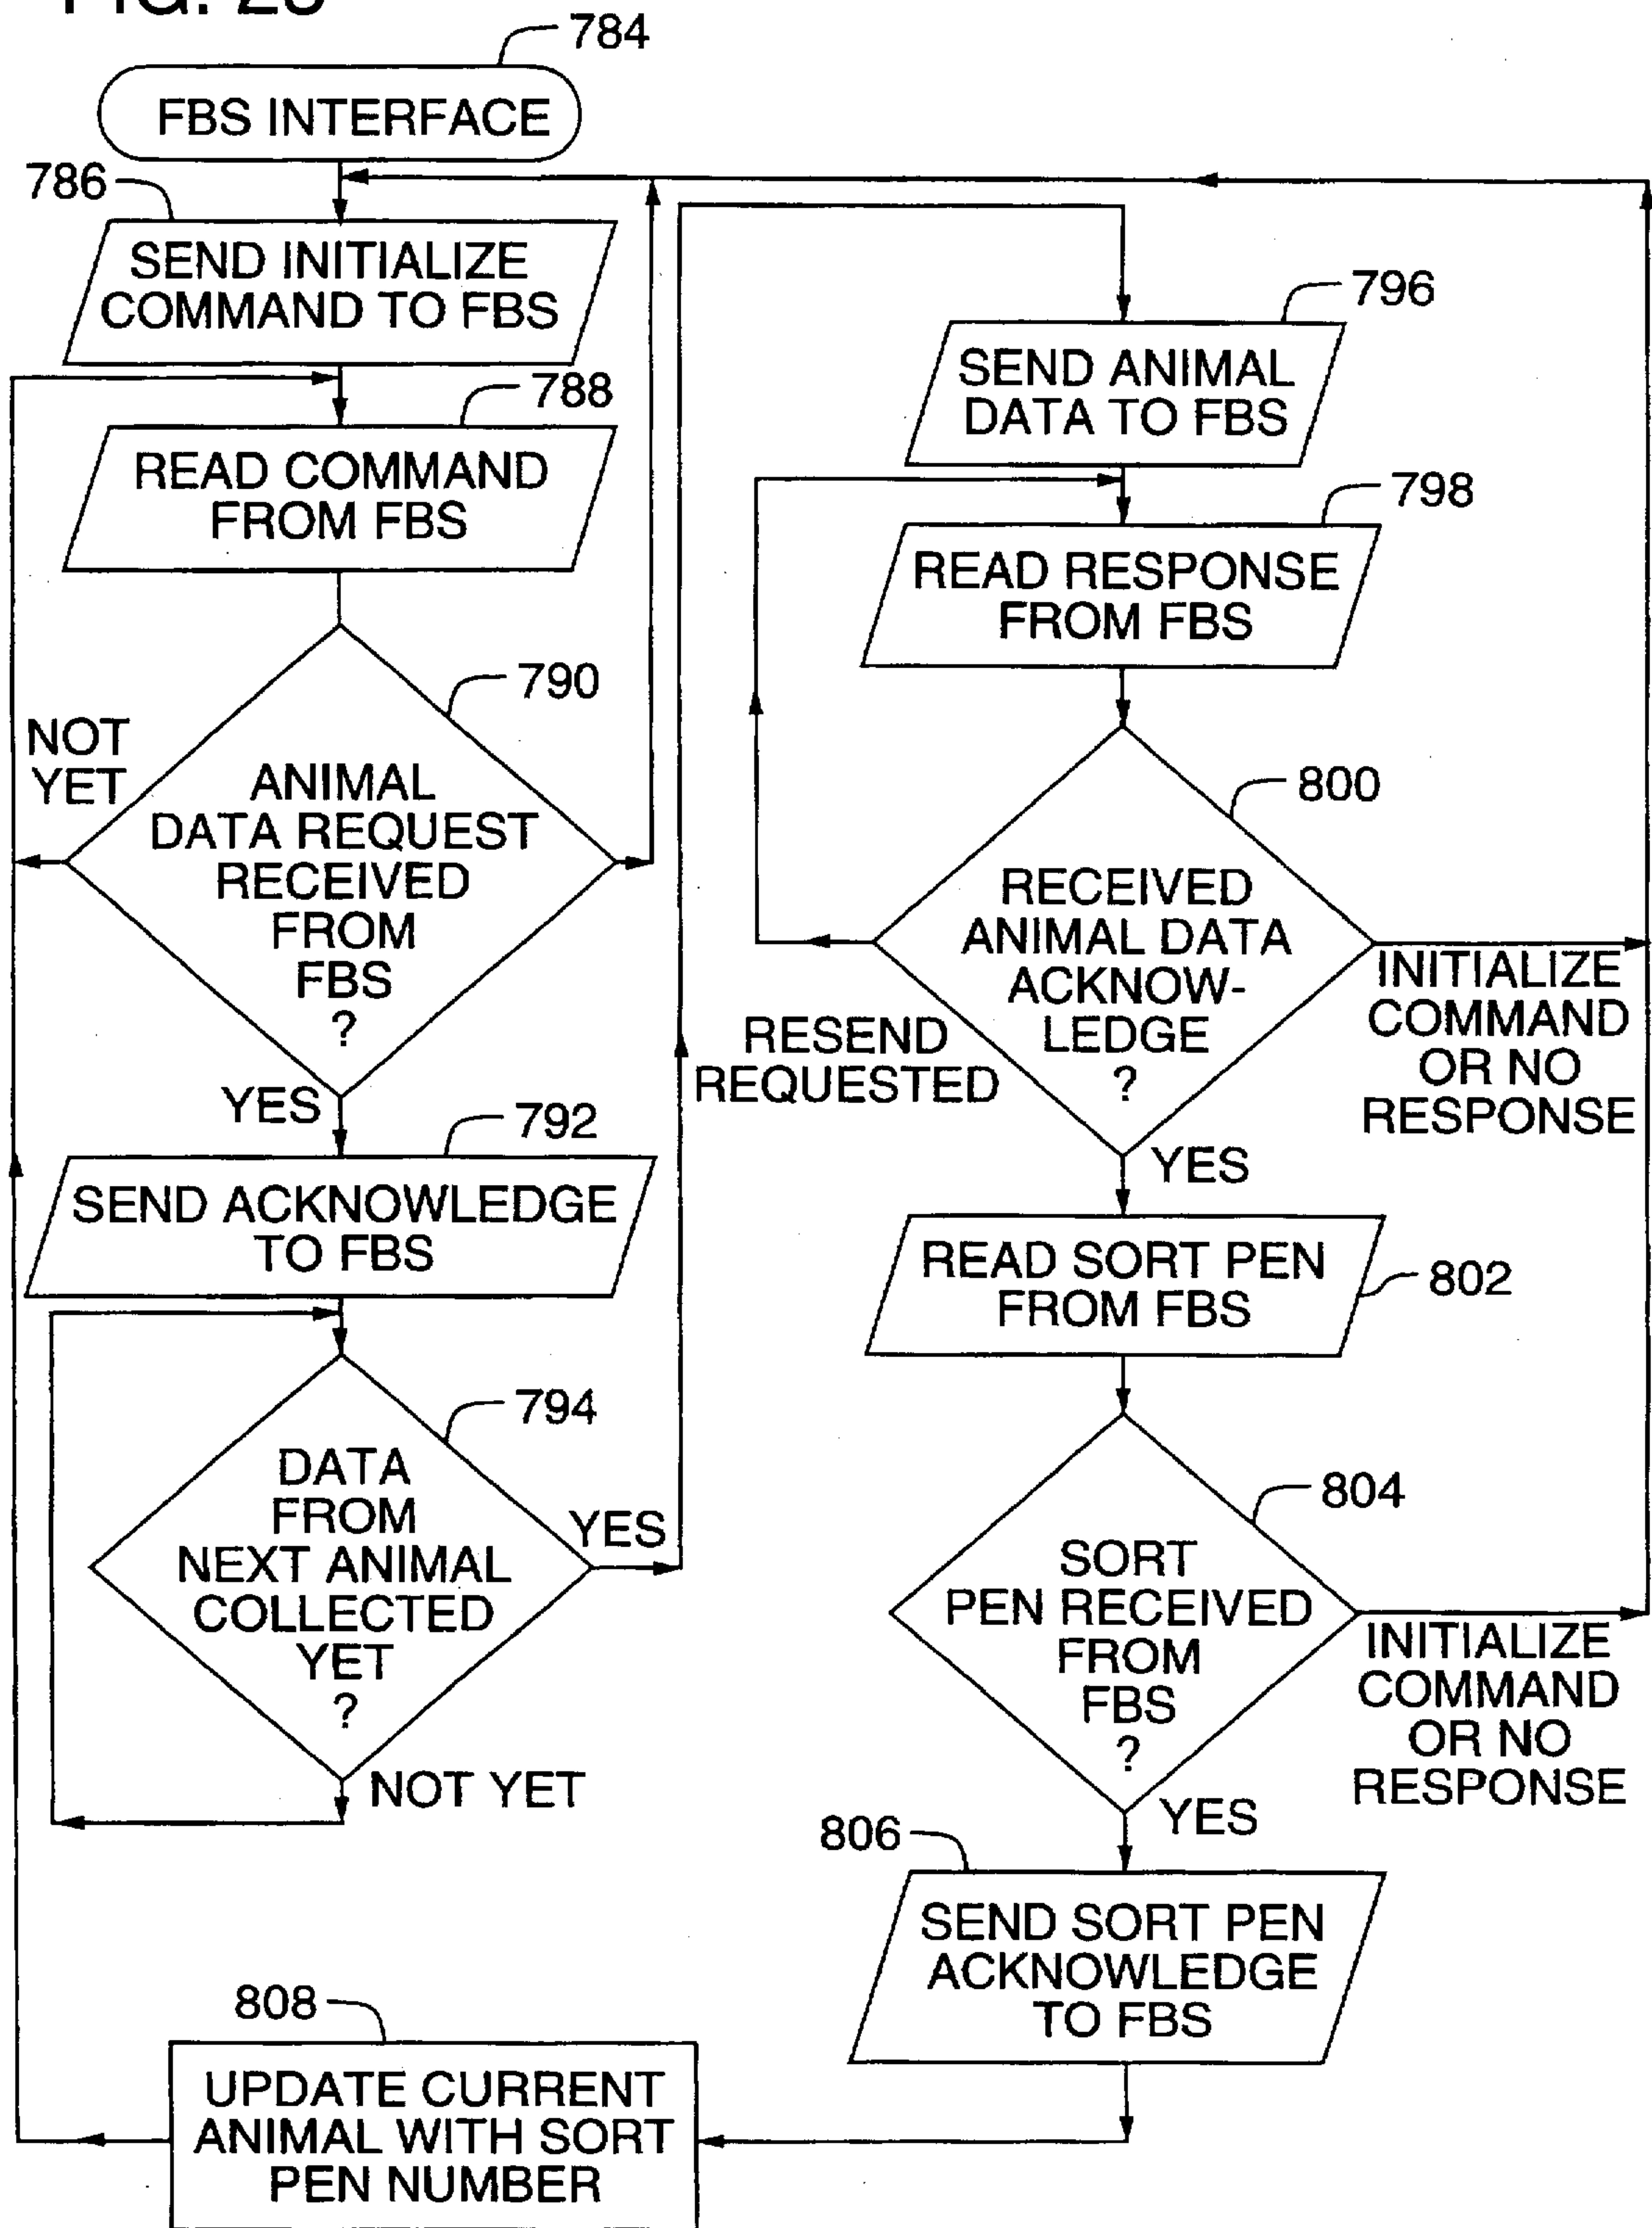 784
FBS INTERFACE
786
SEND INITIALIZE
COMMAND TO FBS
788
READ COMMAND
FROM FBS
790
NOT
YET
ANIMAL
DATA REQUEST
RECEIVED
FROM
FBS
?
YES
792
SEND ACKNOWLEDGE
TO FBS
794
DATA
FROM
NEXT ANIMAL
COLLECTED
YET
?
YES
NOT YET
796
SEND ANIMAL
DATA TO FBS
798
READ RESPONSE
FROM FBS
800
RECEIVED
ANIMAL DATA
ACKNOW-
LEDGE
?
RESEND
REQUESTED
INITIALIZE
COMMAND
OR NO
RESPONSE
YES
READ SORT PEN
FROM FBS
802
804
SORT
PEN RECEIVED
FROM
FBS
?
INITIALIZE
COMMAND
OR NO
RESPONSE
YES
806
SEND SORT PEN
ACKNOWLEDGE
TO FBS
808
UPDATE CURRENT
ANIMAL WITH SORT
PEN NUMBER